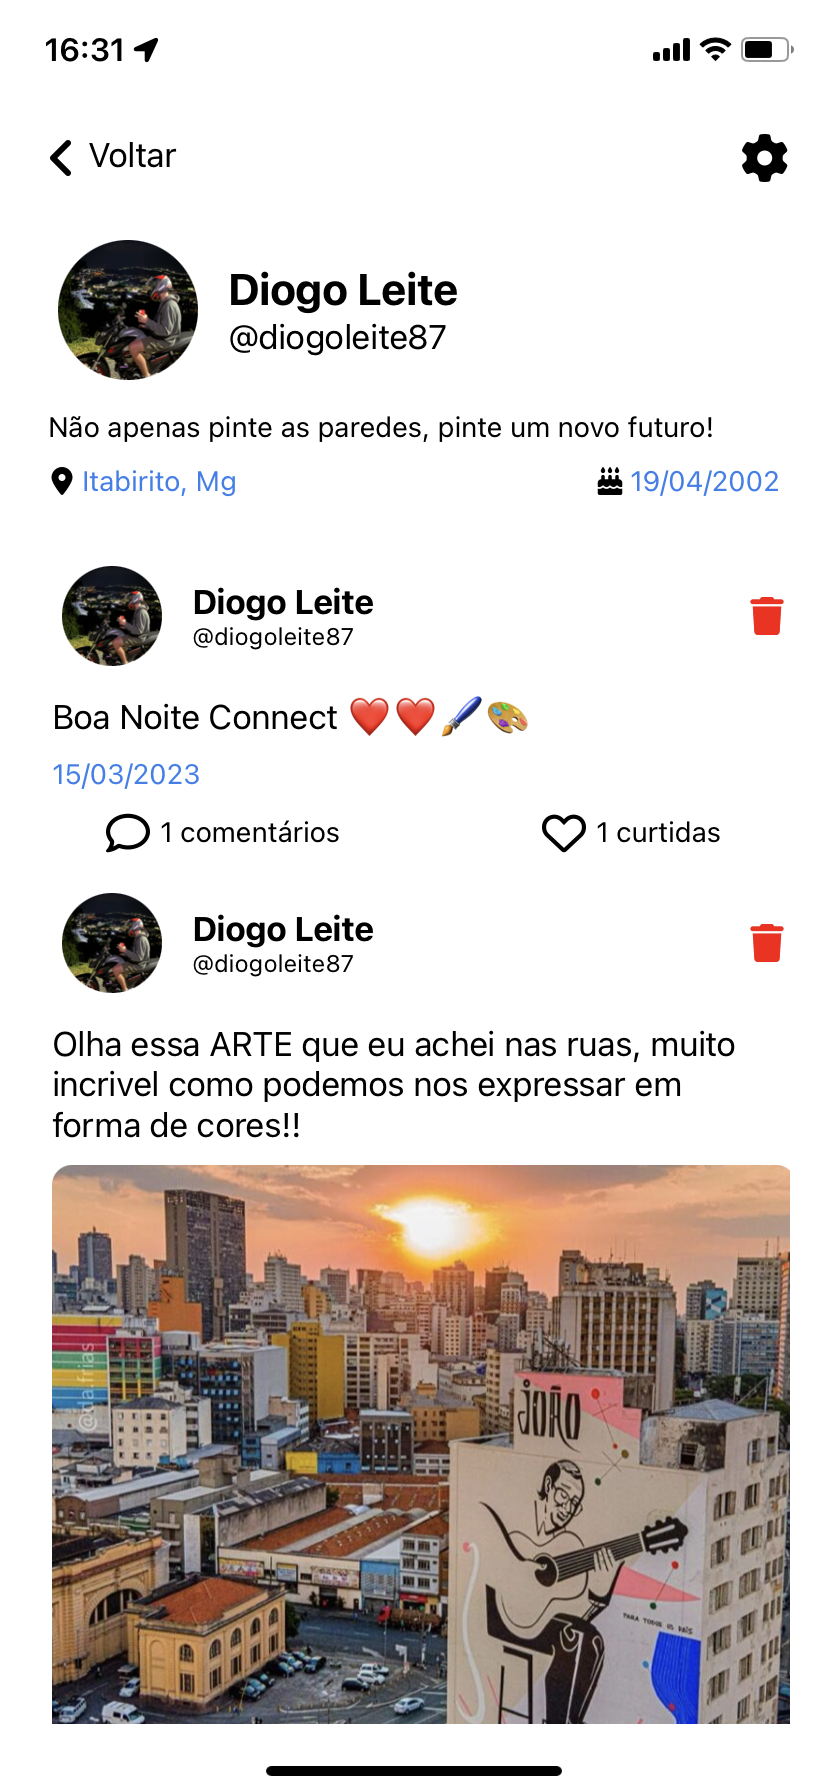 16:31
Voltar
Diogo Leite
@diogoleite87
Não apenas pinte as paredes, pinte um novo futuro!
Itabirito, Mg
19/04/2002
Diogo Leite
@diogoleite87
Boa Noite Connect ❤️❤️🖌️🎨
15/03/2023
1 comentários
1 curtidas
Diogo Leite
@diogoleite87
Olha essa ARTE que eu achei nas ruas, muito
incrivel como podemos nos expressar em
forma de cores!!
@da.frias
JOÃO
PARA TODOS OS PAIS